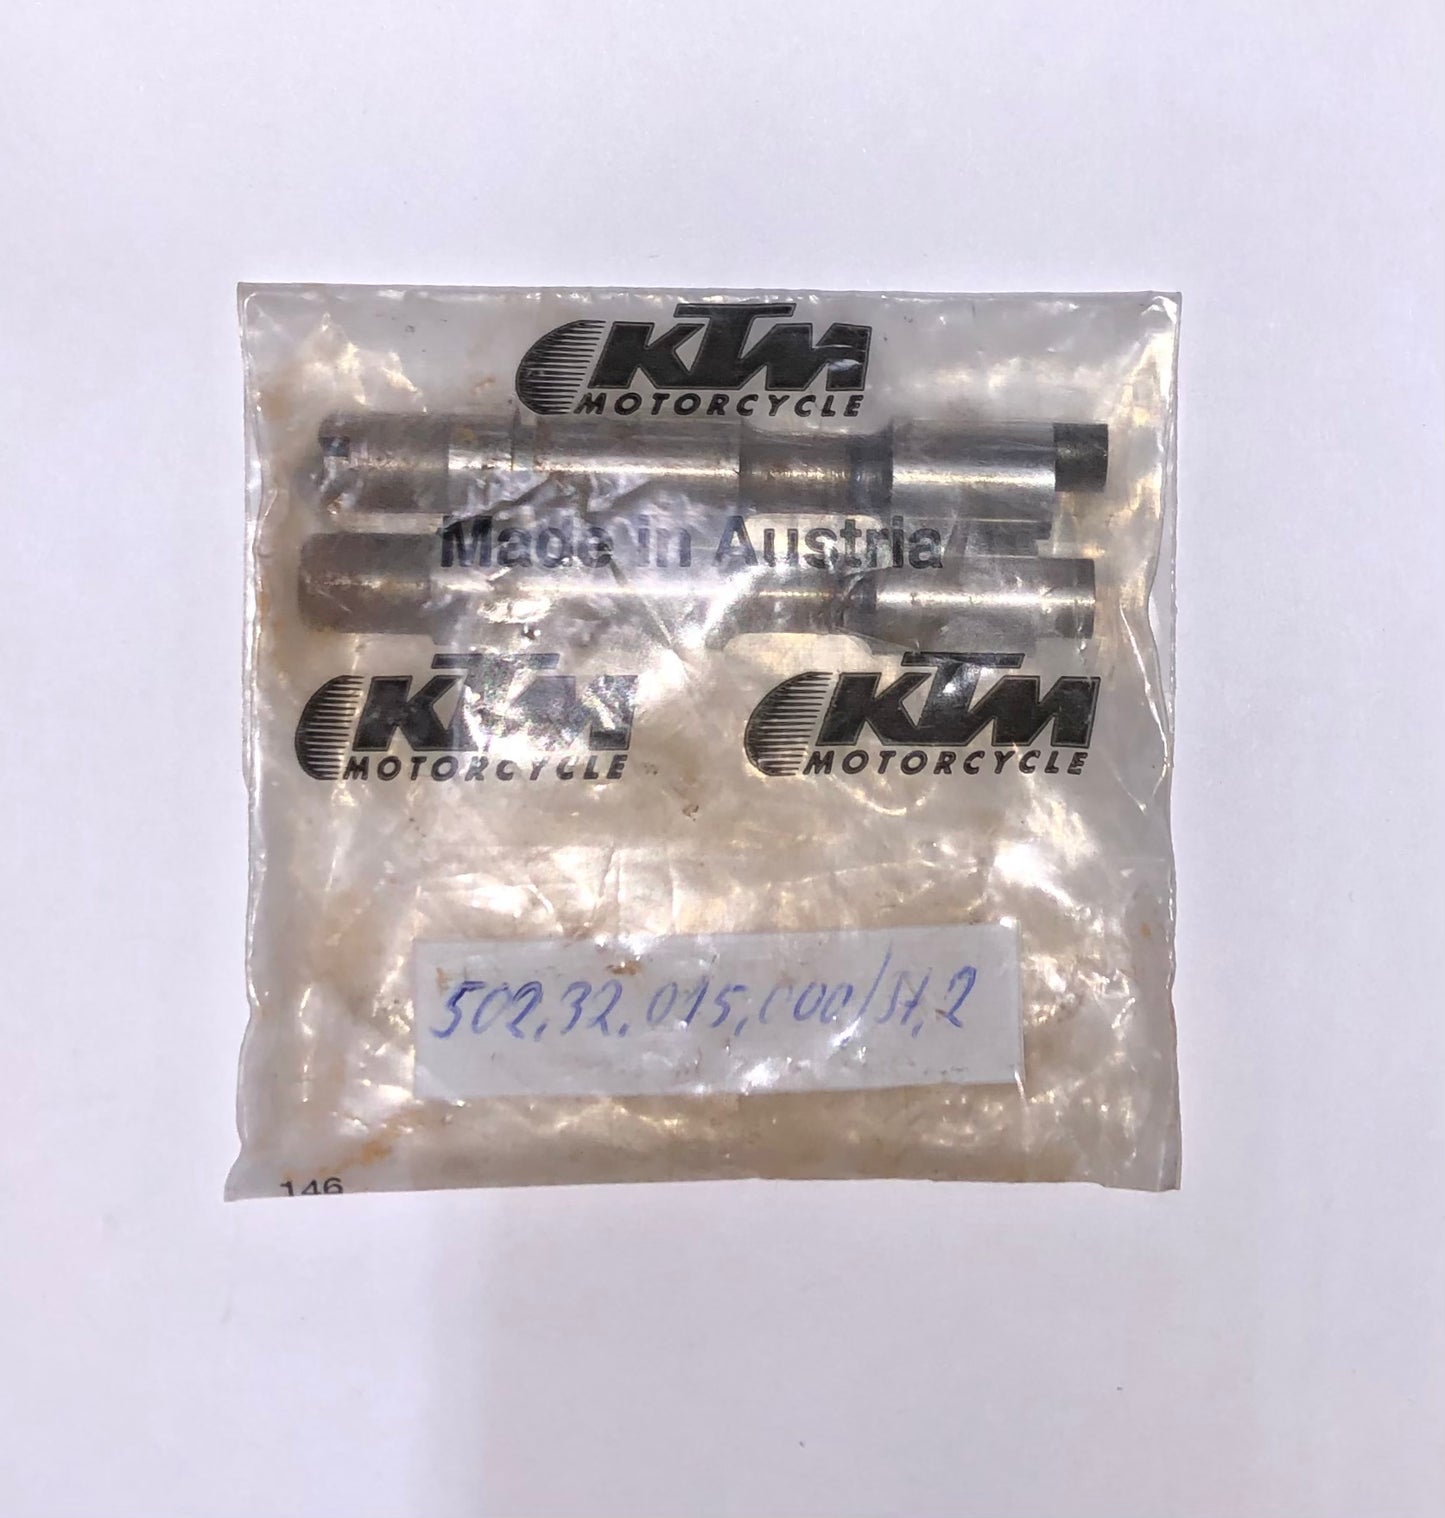 KTM
MOTORCYCLE
Made in Austria
KTM
MOTORCYCLE
KTM
MOTORCYCLE
502.32.015.000/St.2
146